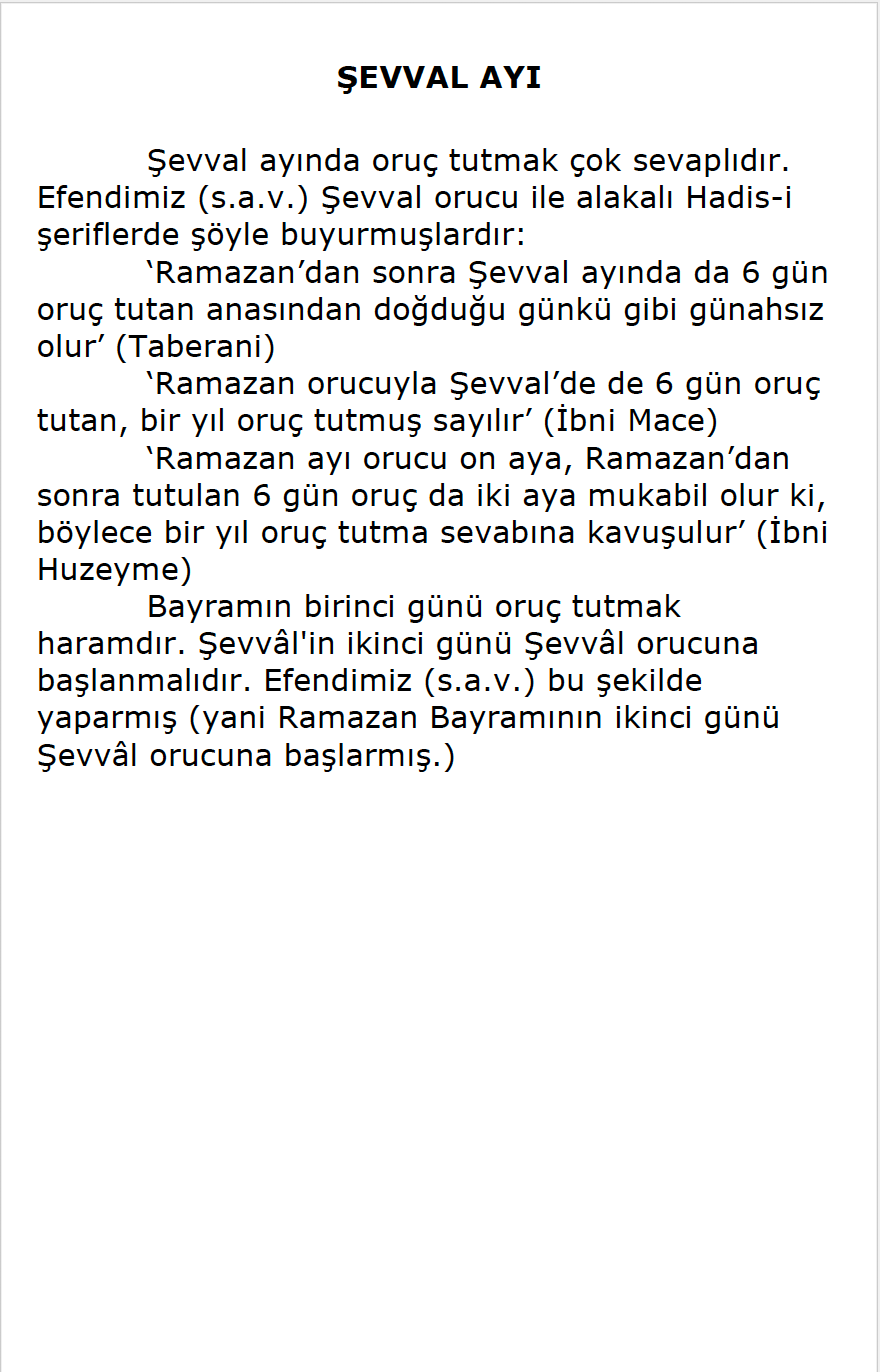 ŞEVVAL AYI
Şevval ayında oruç tutmak çok sevaplıdır.
Efendimiz (s.a.v.) Şevval orucu ile alakalı Hadis-i
şeriflerde şöyle buyurmuşlardır:
‘Ramazan’dan sonra Şevval ayında da 6 gün
oruç tutan anasından doğduğu günkü gibi günahsız
olur’ (Taberani)
‘Ramazan orucuyla Şevval’de de 6 gün oruç
tutan, bir yıl oruç tutmuş sayılır’ (İbni Mace)
‘Ramazan ayı orucu on aya, Ramazan’dan
sonra tutulan 6 gün oruç da iki aya mukabil olur ki,
böylece bir yıl oruç tutma sevabına kavuşulur’ (İbni
Huzeyme)
Bayramın birinci günü oruç tutmak
haramdır. Şevvâl'in ikinci günü Şevvâl orucuna
başlanmalıdır. Efendimiz (s.a.v.) bu şekilde
yaparmış (yani Ramazan Bayramının ikinci günü
Şevvâl orucuna başlarmış.)